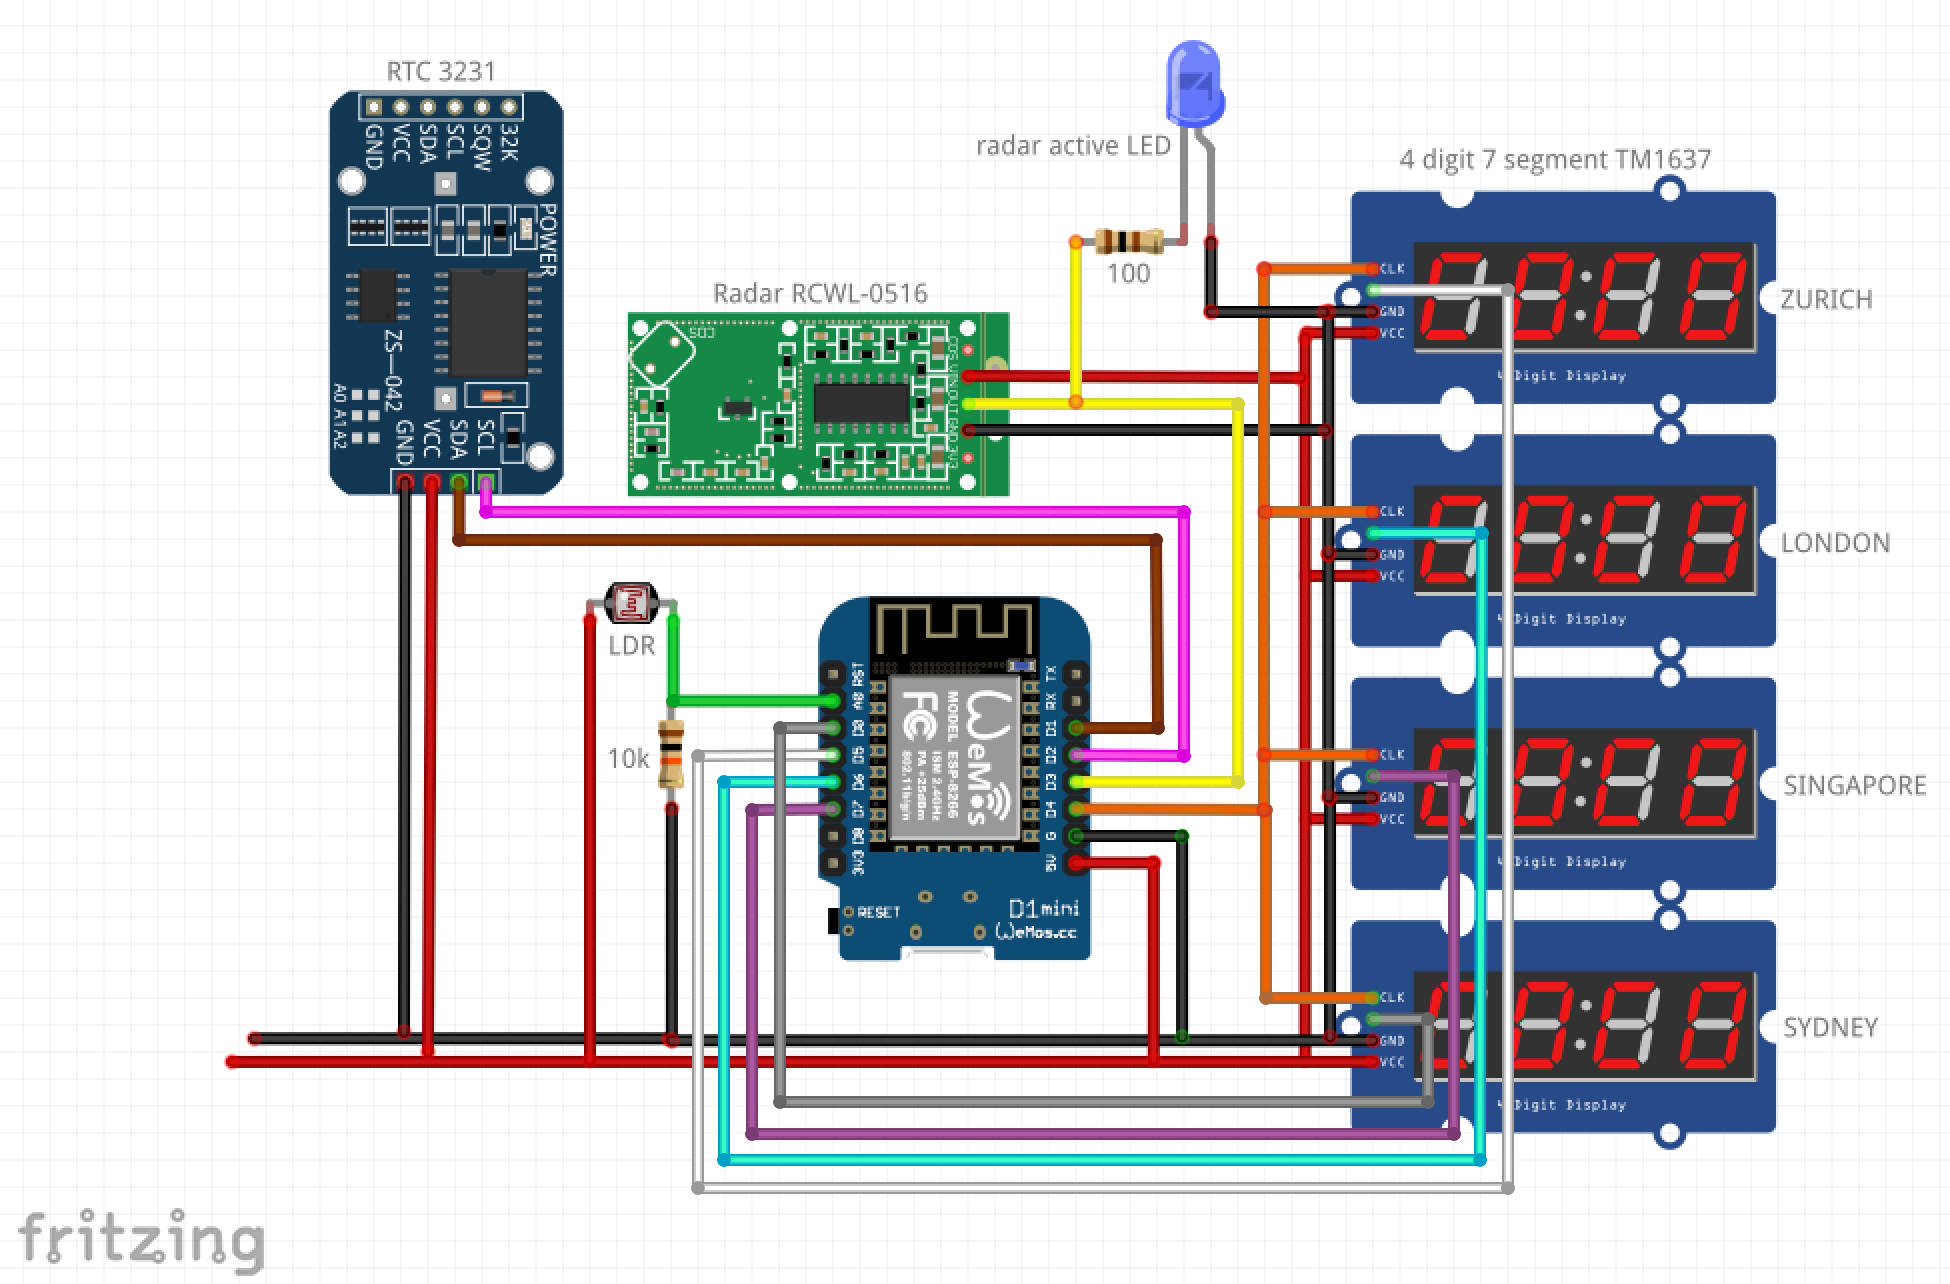 RTC 3231
GND VCC SDA SCL SQW 32K
POWER
ZS—042
A0 A1 A2
GND VCC SDA SCL
radar active LED
100
Radar RCWL-0516
CDS
CDS VIN OUT GND 3V3
4 digit 7 segment TM1637
CLK
GND
VCC
Digit Display
ZURICH
CLK
GND
VCC
Digit Display
LONDON
CLK
GND
VCC
Digit Display
SINGAPORE
CLK
GND
VCC
4 Digit Display
SYDNEY
LDR
10k
RST
A0
D0
D5
D6
D7
D8
3V3
TX
RX
D1
D2
D3
D4
G
5V
WeMos
MODEL ESP-8266
ISM 2.4GHz
PA +25dBm
802.11b/g/n
FC
RESET
D1 mini
WeMos.cc
fritzing